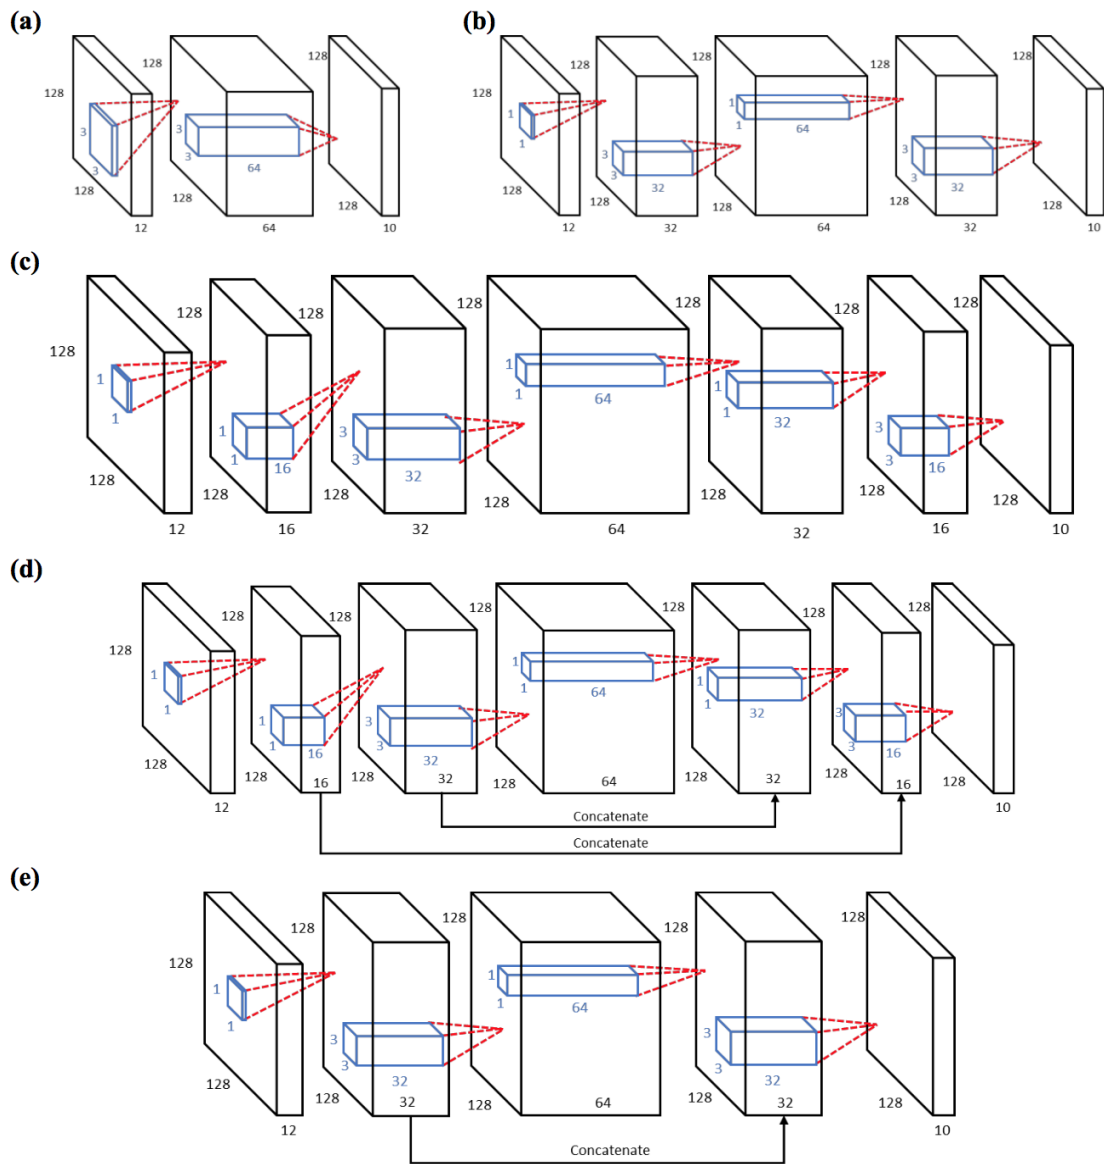 (a)
128 128 128
128
3 3
3 3 64
128 128 128
12 64 10
(b)
128 128 128 128
128
1 1
1 1 64
3 3
3 32 3 32
128 128 128 128 128
12 32 64 32 10
(c)
128 128 128 128 128 128
128
1 1 1
1 1 64 1 32
1 3 3
1 16 3 32 3 16
128 128 128 128 128 128
12 16 32 64 32 16 10
(d)
128 128 128 128 128 128
128
1 1 1
1 1 64 1 32
1 3 3
1 16 3 32 3 16
128 128 128 128 128 128
12 16 32 64 32 16 10
Concatenate
Concatenate
(e)
128 128 128 128
128
1 1
1 1 64
3 3
3 32 3 32
128 128 128 128 128
12 32 64 32 10
Concatenate